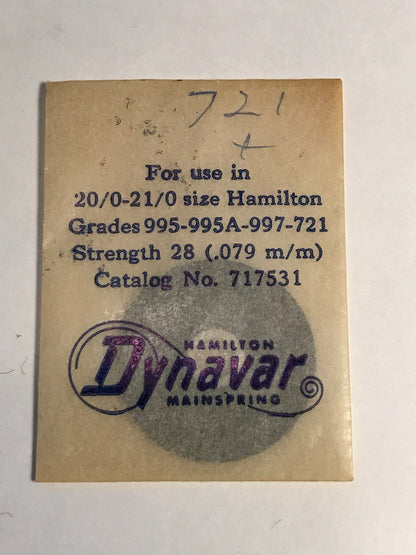 721
+
For use in
20/0-21/0 size Hamilton
Grades 995-995A-997-721
Strength 28 (.079 m/m)
Catalog No. 717531
HAMILTON
Dynavar
MAINSPRING